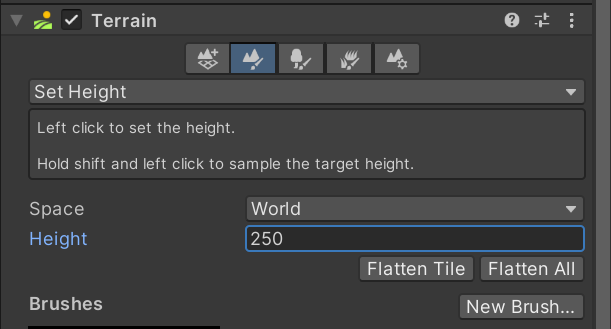 Terrain
Set Height
Left click to set the height.
Hold shift and left click to sample the target height.
Space World
Height 250
Flatten Tile Flatten All
Brushes New Brush...